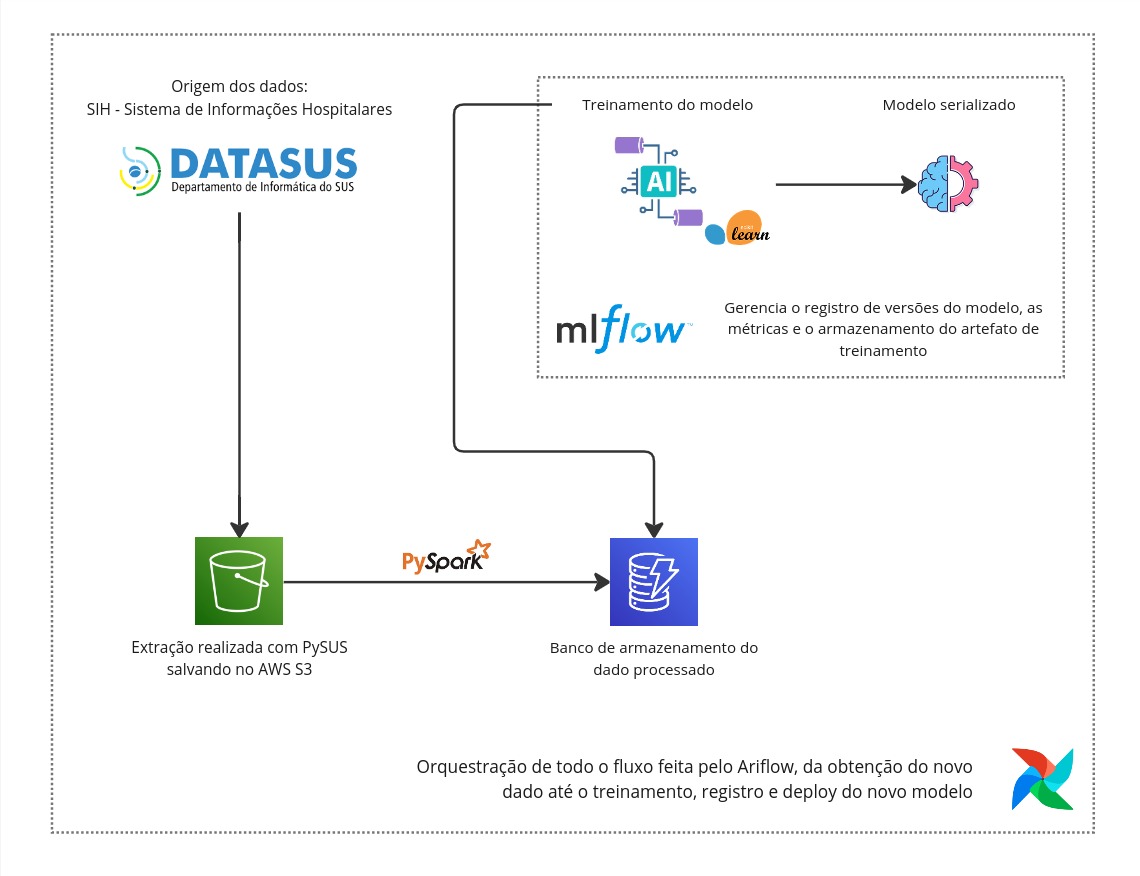 Origem dos dados:
SIH - Sistema de Informações Hospitalares
DATASUS
Departamento de Informática do SUS
Treinamento do modelo
Modelo serializado
AI
learn
mlflow™
Gerencia o registro de versões do modelo, as
métricas e o armazenamento do artefato de
treinamento
PySpark
Extração realizada com PySUS
salvando no AWS S3
Banco de armazenamento do
dado processado
Orquestração de todo o fluxo feita pelo Ariflow, da obtenção do novo
dado até o treinamento, registro e deploy do novo modelo